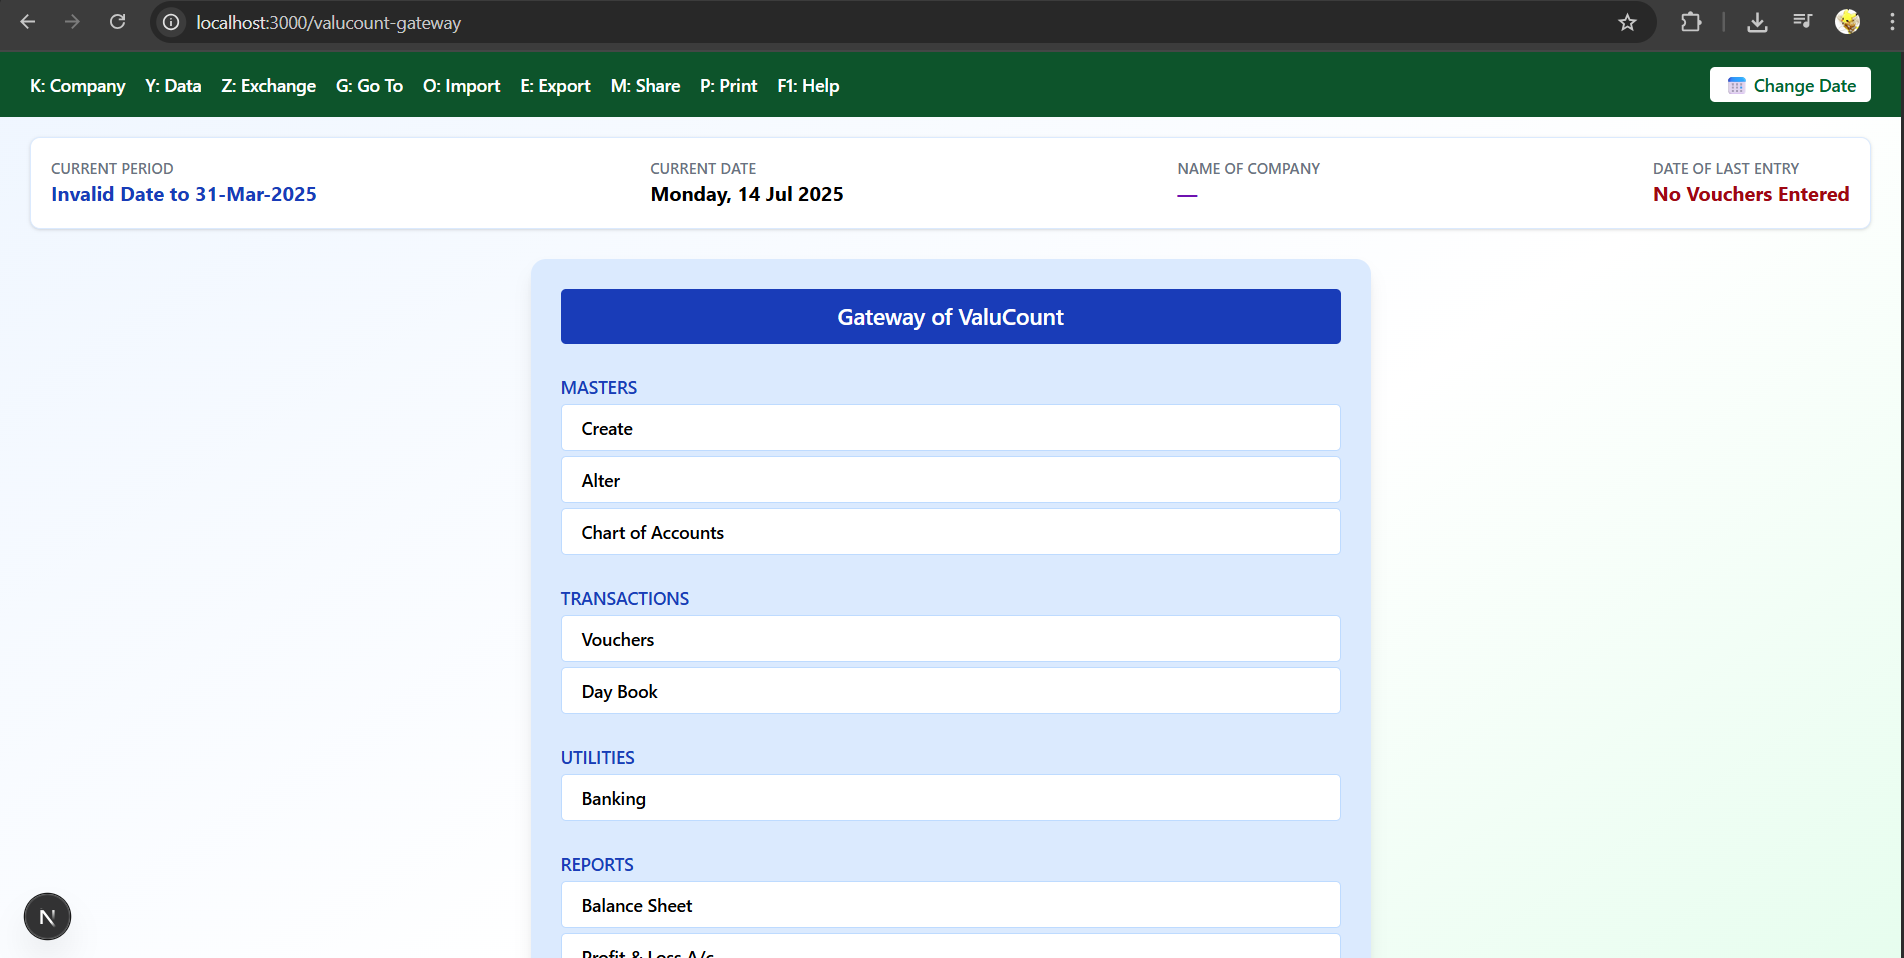 localhost:3000/valucount-gateway
K: Company Y: Data Z: Exchange G: Go To O: Import E: Export M: Share P: Print F1: Help Change Date
CURRENT PERIOD CURRENT DATE NAME OF COMPANY DATE OF LAST ENTRY
Invalid Date to 31-Mar-2025 Monday, 14 Jul 2025 — No Vouchers Entered
Gateway of ValuCount
MASTERS
Create
Alter
Chart of Accounts
TRANSACTIONS
Vouchers
Day Book
UTILITIES
Banking
REPORTS
Balance Sheet
Profit & Loss A/c
N